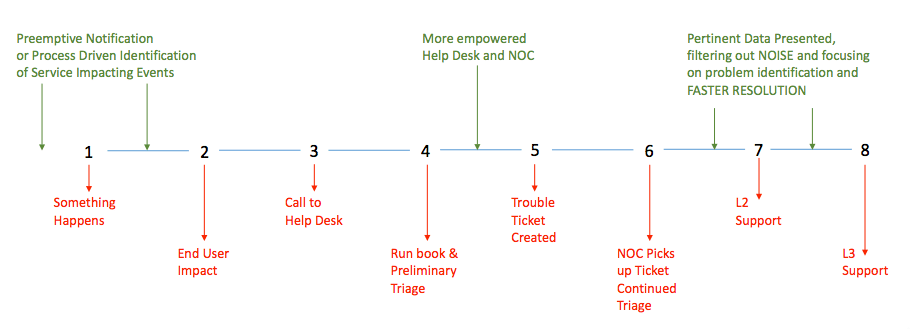 Preemptive Notification
or Process Driven Identification
of Service Impacting Events
More empowered
Help Desk and NOC
Pertinent Data Presented,
filtering out NOISE and focusing
on problem identification and
FASTER RESOLUTION
1
2
3
4
5
6
7
8
Something
Happens
End User
Impact
Call to
Help Desk
Run book &
Preliminary
Triage
Trouble
Ticket
Created
NOC Picks
up Ticket
Continued
Triage
L2
Support
L3
Support